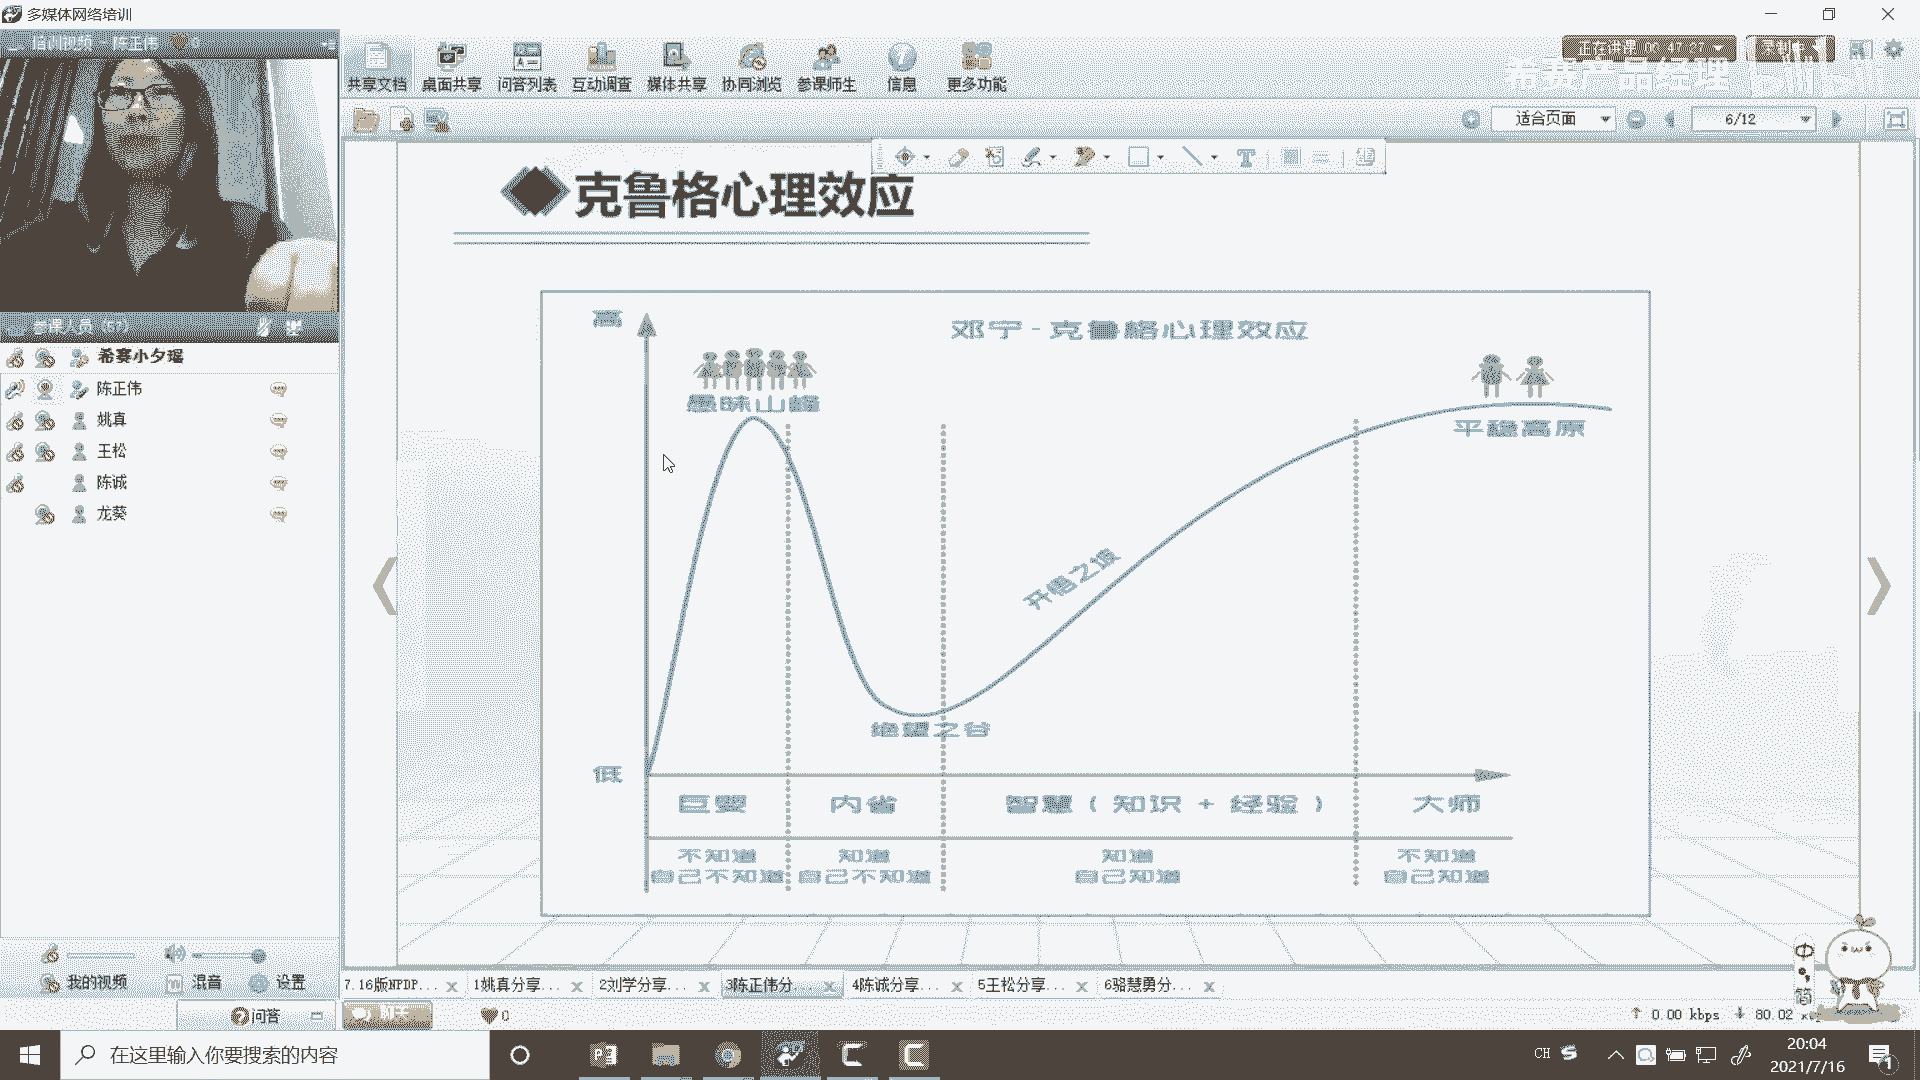 多媒体网络培训
培训视频 - 陈正伟
共享文档 桌面共享 问答列表 互动调查 媒体共享 协同浏览 参课师生 信息 更多功能
正在讲课 00:47:27
希赛产品经理
适合页面
6/12
克鲁格心理效应
参课人员 (57)
希赛小夕瑶
陈正伟
姚真
王松
陈诚
龙葵
高
邓宁-克鲁格心理效应
愚昧山峰
平稳高原
开悟之坡
绝望之谷
低
巨婴 内省 智慧（知识 + 经验） 大师
不知道 知道 知道 不知道
自己不知道 自己不知道 自己知道 自己知道
我的视频 混音 设置
7.16版NPDP... 1姚真分享... 2刘学分享... 3陈正伟分... 4陈诚分享... 5王松分享... 6骆慧勇分...
问答
0
中
简
0.00 kbps 80.02
在这里输入你要搜索的内容
CH
20:04
2021/7/16
1